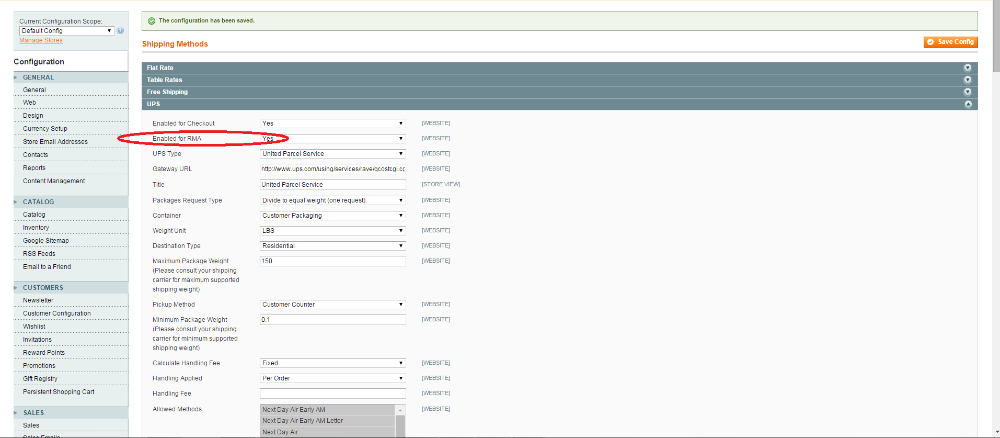 Current Configuration Scope:
Default Config
Manage Stores
The configuration has been saved.
Shipping Methods
Save Config
Configuration
GENERAL
General
Web
Design
Currency Setup
Store Email Addresses
Contacts
Reports
Content Management
CATALOG
Catalog
Inventory
Google Sitemap
RSS Feeds
Email to a Friend
CUSTOMERS
Newsletter
Customer Configuration
Wishlist
Invitations
Reward Points
Promotions
Gift Registry
Persistent Shopping Cart
SALES
Sales
Sales Emails
Flat Rate
Table Rates
Free Shipping
UPS
Enabled for Checkout Yes [WEBSITE]
Enabled for RMA Yes [WEBSITE]
UPS Type United Parcel Service [WEBSITE]
Gateway URL http://www.ups.com/using/services/rave/qcostcgi.cg [WEBSITE]
Title United Parcel Service [STORE VIEW]
Packages Request Type Divide to equal weight (one request) [WEBSITE]
Container Customer Packaging [WEBSITE]
Weight Unit LBS [WEBSITE]
Destination Type Residential [WEBSITE]
Maximum Package Weight 150 [WEBSITE]
(Please consult your shipping
carrier for maximum supported
shipping weight)
Pickup Method Customer Counter [WEBSITE]
Minimum Package Weight 0.1 [WEBSITE]
(Please consult your shipping
carrier for minimum supported
shipping weight)
Calculate Handling Fee Fixed [WEBSITE]
Handling Applied Per Order [WEBSITE]
Handling Fee [WEBSITE]
Allowed Methods Next Day Air Early AM [WEBSITE]
Next Day Air Early AM Letter
Next Day Air